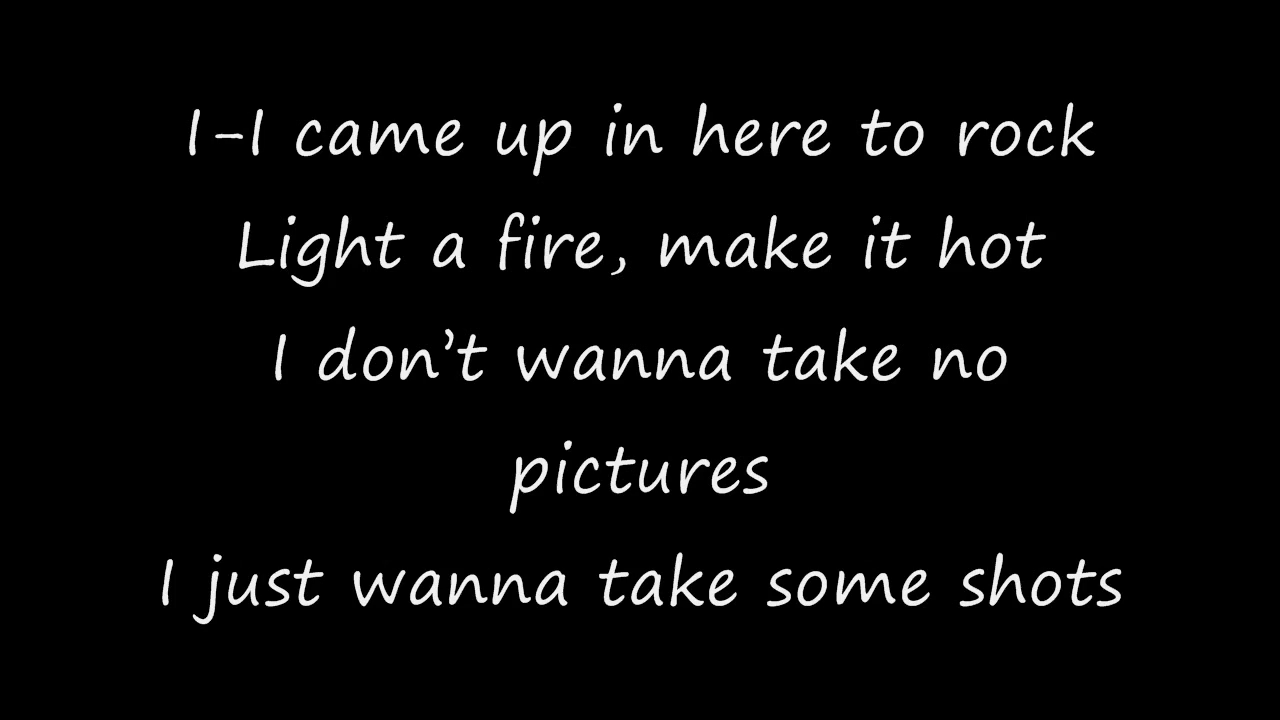 I-I came up in here to rock
Light a fire, make it hot
I don’t wanna take no
pictures
I just wanna take some shots